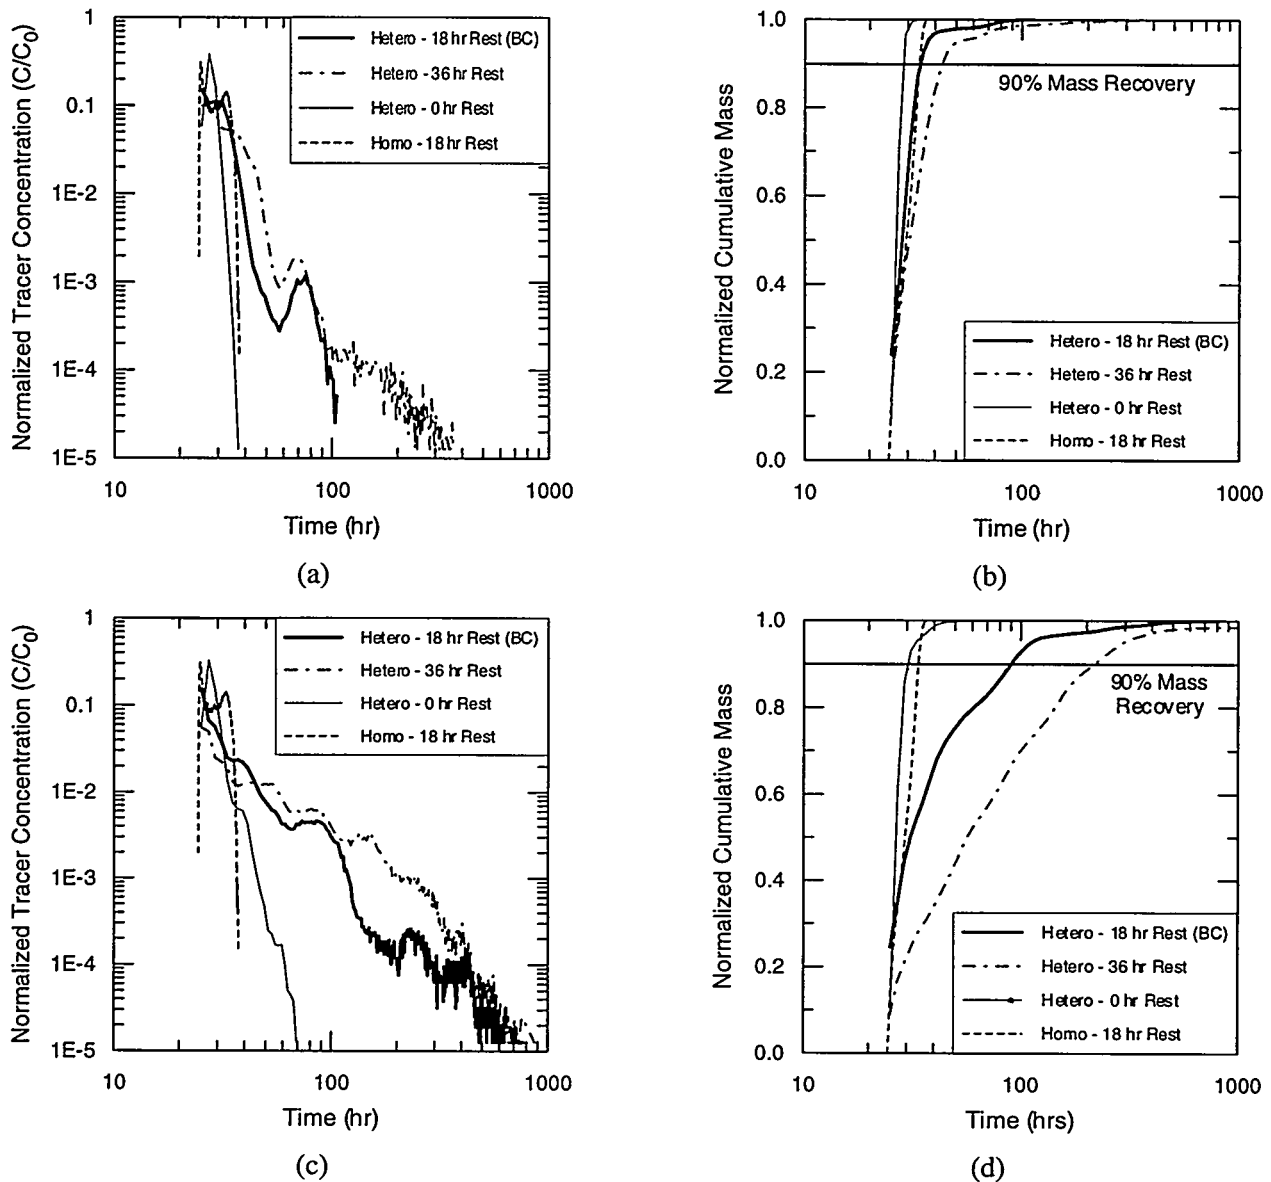 Normalized Tracer Concentration (C/C0)
1
0.1
1E-2
1E-3
1E-4
1E-5
Hetero - 18 hr Rest (BC)
Hetero - 36 hr Rest
Hetero - 0 hr Rest
Homo - 18 hr Rest
10
100
1000
Time (hr)
(a)
Normalized Cumulative Mass
1.0
0.8
0.6
0.4
0.2
0.0
90% Mass Recovery
Hetero - 18 hr Rest (BC)
Hetero - 36 hr Rest
Hetero - 0 hr Rest
Homo - 18 hr Rest
10
100
1000
Time (hr)
(b)
Normalized Tracer Concentration (C/C0)
1
0.1
1E-2
1E-3
1E-4
1E-5
Hetero - 18 hr Rest (BC)
Hetero - 36 hr Rest
Hetero - 0 hr Rest
Homo - 18 hr Rest
10
100
1000
Time (hr)
(c)
Normalized Cumulative Mass
1.0
0.8
0.6
0.4
0.2
0.0
90% Mass
Recovery
Hetero - 18 hr Rest (BC)
Hetero - 36 hr Rest
Hetero - 0 hr Rest
Homo - 18 hr Rest
10
100
1000
Time (hrs)
(d)